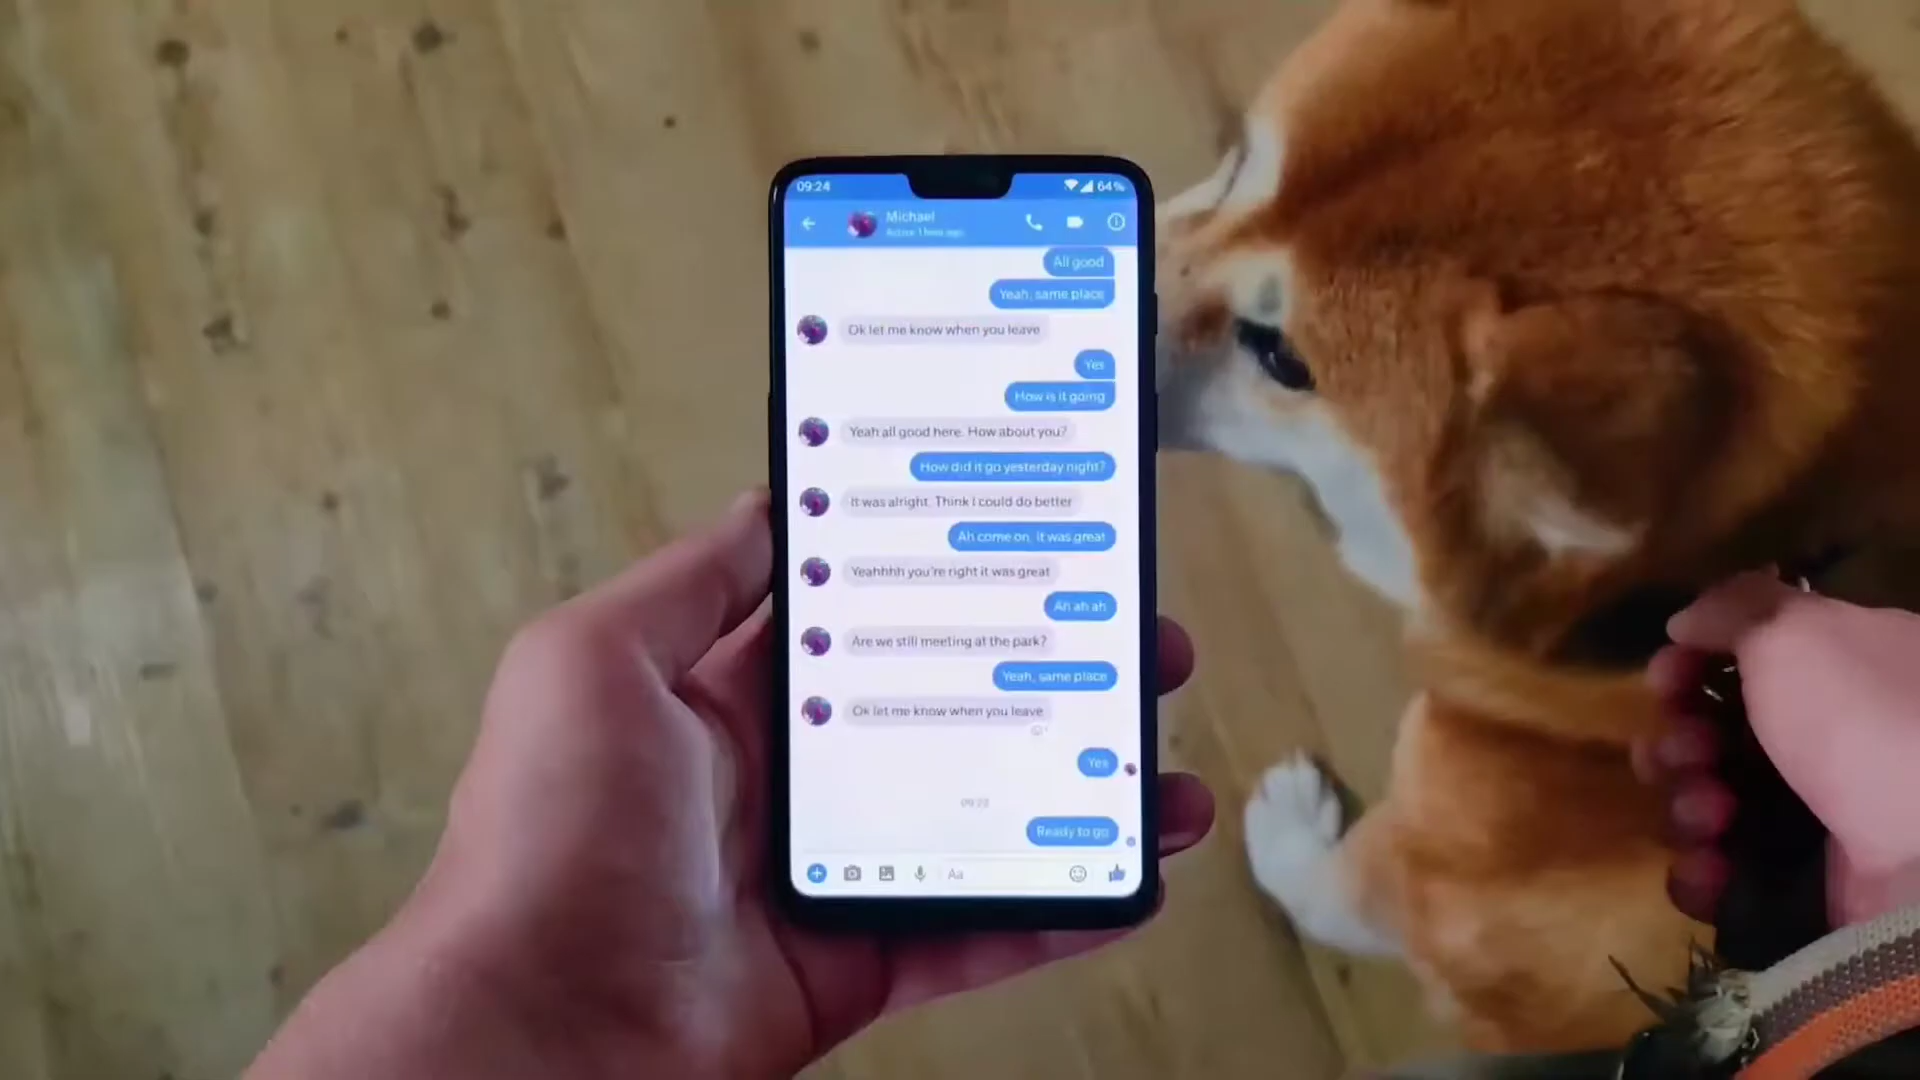 09:24
64%
Michael
Active 1 hour ago
All good
Yeah, same place
Ok let me know when you leave
Yes
How is it going
Yeah all good here. How about you?
How did it go yesterday night?
It was alright. Think I could do better
Ah come on, it was great
Yeahhhh you're right it was great
Ah ah ah
Are we still meeting at the park?
Yeah, same place
Ok let me know when you leave
Yes
Ready to go
Aa